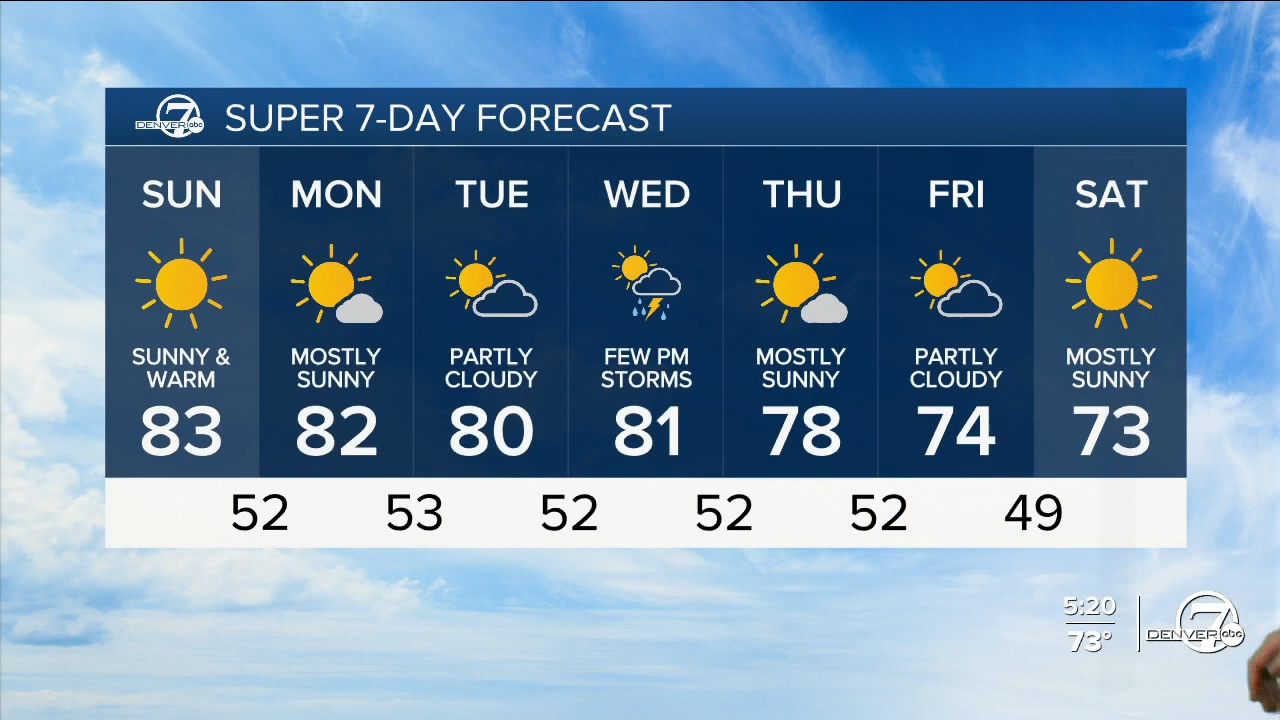 DENVER 7 abc
SUPER 7-DAY FORECAST
SUN MON TUE WED THU FRI SAT
SUNNY & WARM
MOSTLY SUNNY
PARTLY CLOUDY
FEW PM STORMS
MOSTLY SUNNY
PARTLY CLOUDY
MOSTLY SUNNY
83 82 80 81 78 74 73
52 53 52 52 52 49
5:20
73°
DENVER 7 abc